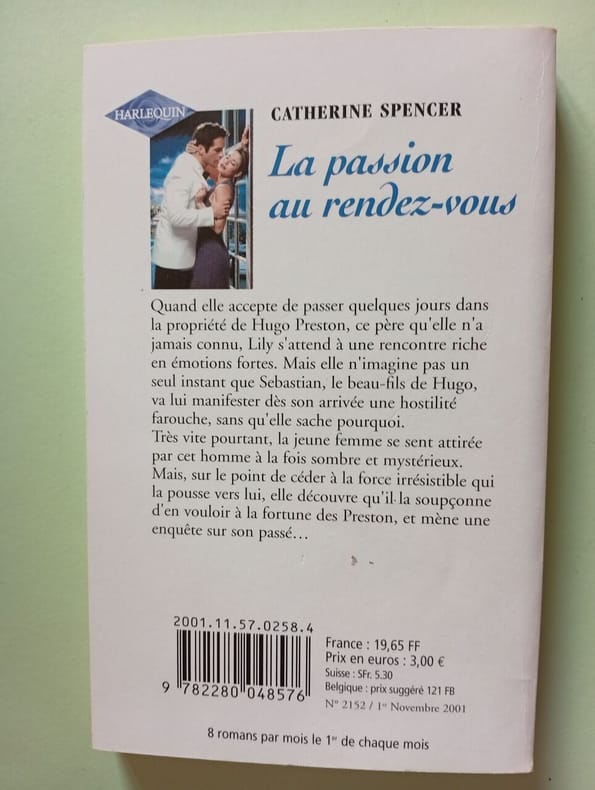 HARLEQUIN
CATHERINE SPENCER
La passion
au rendez-vous
Quand elle accepte de passer quelques jours dans
la propriété de Hugo Preston, ce père qu'elle n'a
jamais connu, Lily s'attend à une rencontre riche
en émotions fortes. Mais elle n'imagine pas un
seul instant que Sebastian, le beau-fils de Hugo,
va lui manifester dès son arrivée une hostilité
farouche, sans qu'elle sache pourquoi.
Très vite pourtant, la jeune femme se sent attirée
par cet homme à la fois sombre et mystérieux.
Mais, sur le point de céder à la force irrésistible qui
la pousse vers lui, elle découvre qu'il la soupçonne
d'en vouloir à la fortune des Preston, et mène une
enquête sur son passé…
2001.11.57.0258.4
9 782280 048576
France : 19,65 FF
Prix en euros : 3,00 €
Suisse : SFr. 5.30
Belgique : prix suggéré 121 FB
N° 2152 / 1er Novembre 2001
8 romans par mois le 1er de chaque mois